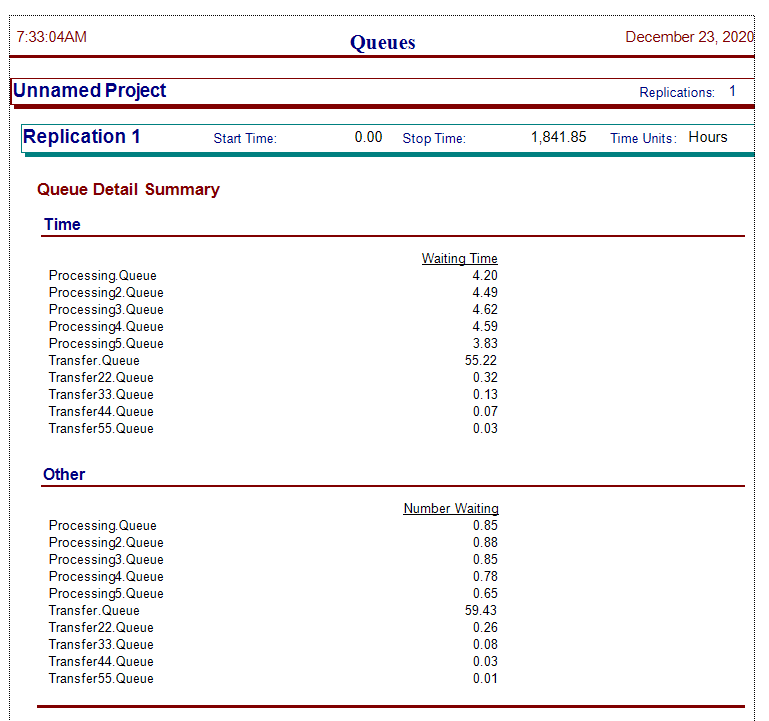 7:33:04AM Queues December 23, 2020
Unnamed Project Replications: 1
Replication 1 Start Time: 0.00 Stop Time: 1,841.85 Time Units: Hours
Queue Detail Summary
Time
Waiting Time
Processing.Queue 4.20
Processing2.Queue 4.49
Processing3.Queue 4.62
Processing4.Queue 4.59
Processing5.Queue 3.83
Transfer.Queue 55.22
Transfer22.Queue 0.32
Transfer33.Queue 0.13
Transfer44.Queue 0.07
Transfer55.Queue 0.03
Other
Number Waiting
Processing.Queue 0.85
Processing2.Queue 0.88
Processing3.Queue 0.85
Processing4.Queue 0.78
Processing5.Queue 0.65
Transfer.Queue 59.43
Transfer22.Queue 0.26
Transfer33.Queue 0.08
Transfer44.Queue 0.03
Transfer55.Queue 0.01